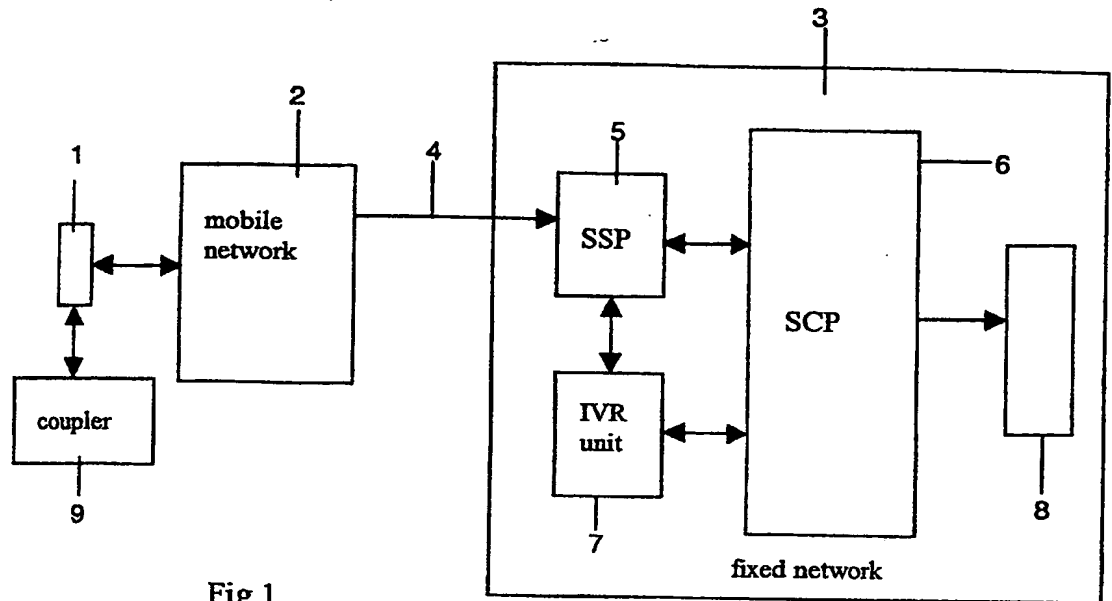 3
2
5
1
4
6
mobile
network
SSP
SCP
coupler
IVR
unit
9
7
8
fixed network
Fig 1